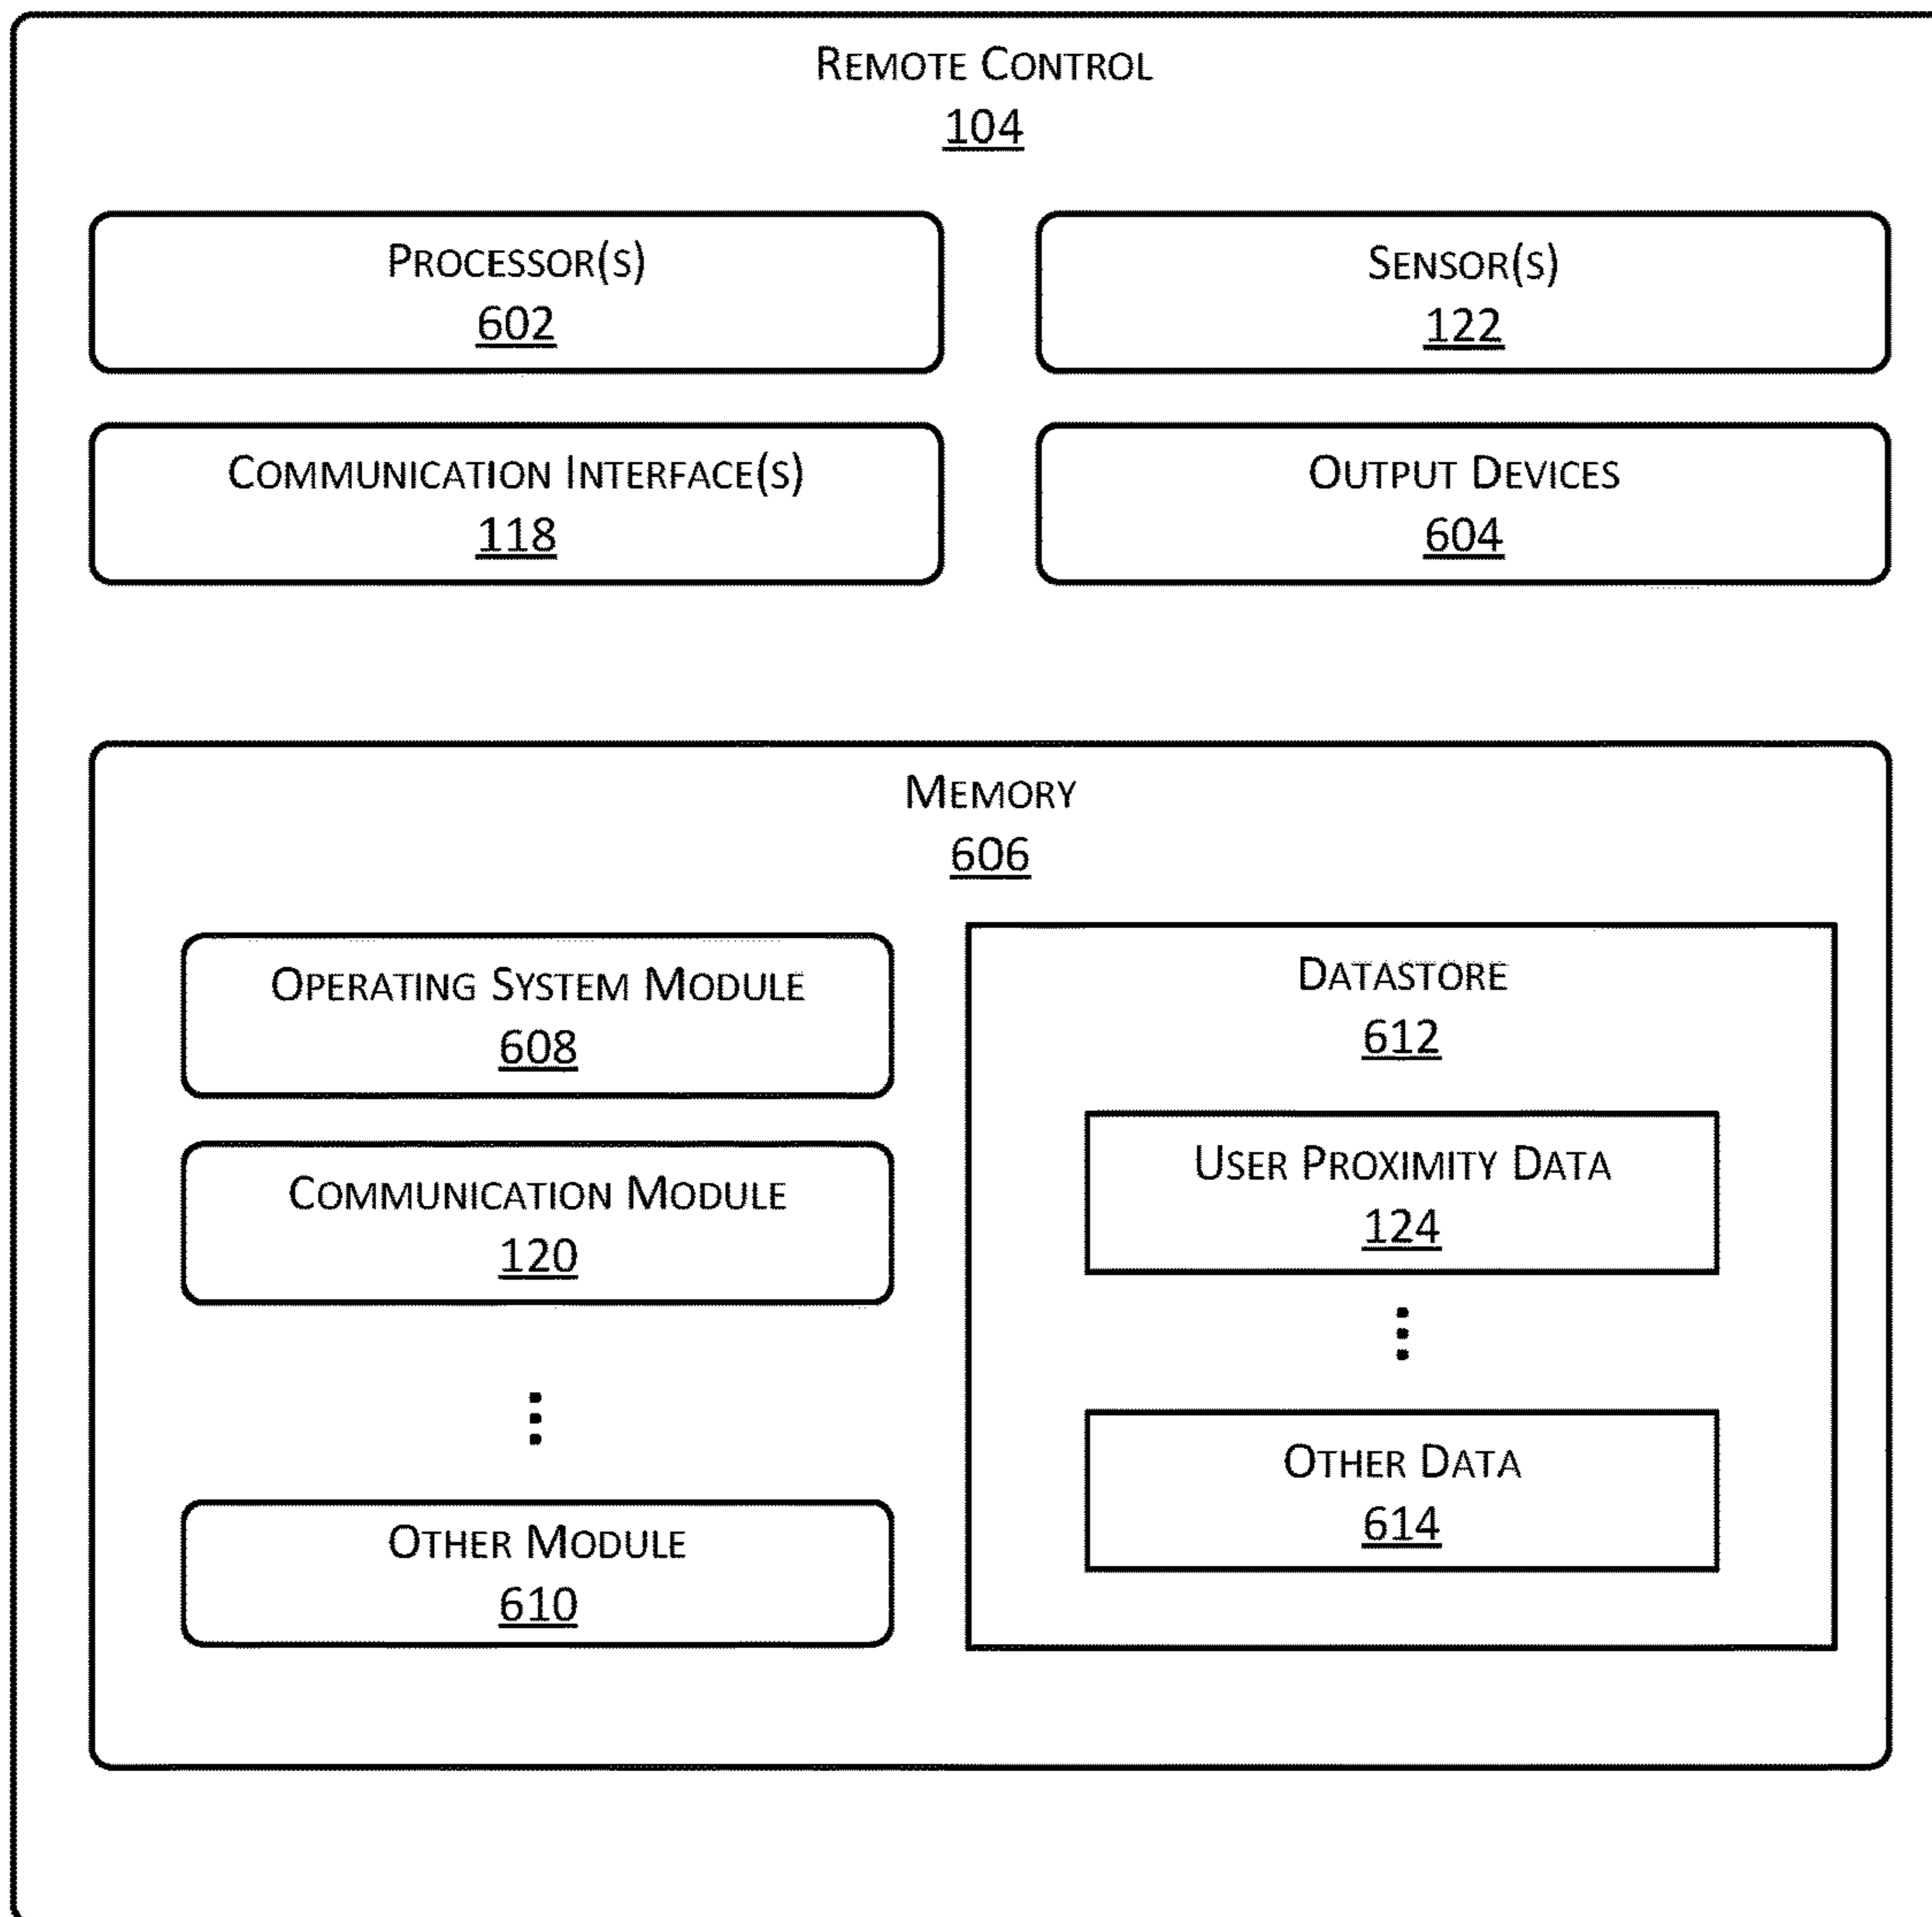 REMOTE CONTROL
104
PROCESSOR(S)
602
SENSOR(S)
122
COMMUNICATION INTERFACE(S)
118
OUTPUT DEVICES
604
MEMORY
606
OPERATING SYSTEM MODULE
608
COMMUNICATION MODULE
120
OTHER MODULE
610
DATASTORE
612
USER PROXIMITY DATA
124
OTHER DATA
614